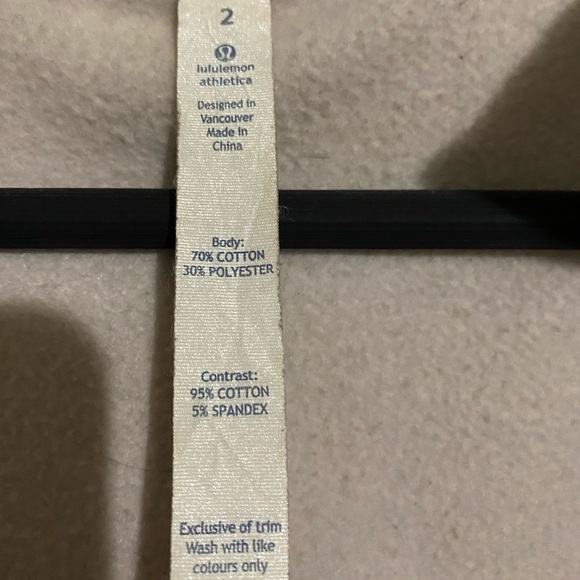 2
lululemon
athletica
Designed in
Vancouver
Made in
China
Body:
70% COTTON
30% POLYESTER
Contrast:
95% COTTON
5% SPANDEX
Exclusive of trim
Wash with like
colours only